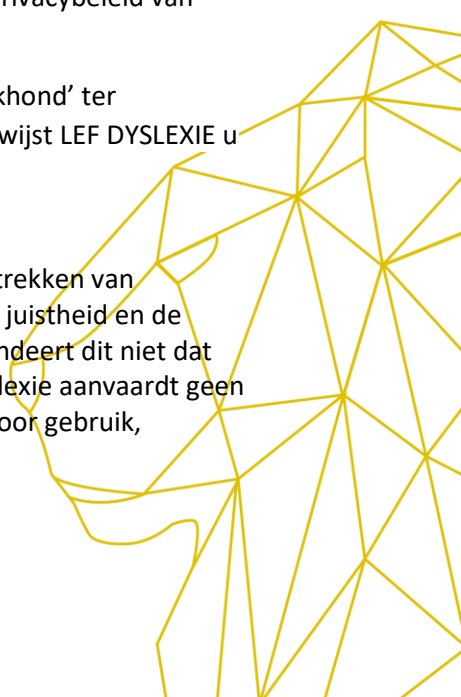 rivacybeleid van
khond’ ter
wijst LEF DYSLEXIE u
trekken van
juistheid en de
ndeert dit niet dat
lexie aanvaardt geen
oor gebruik,